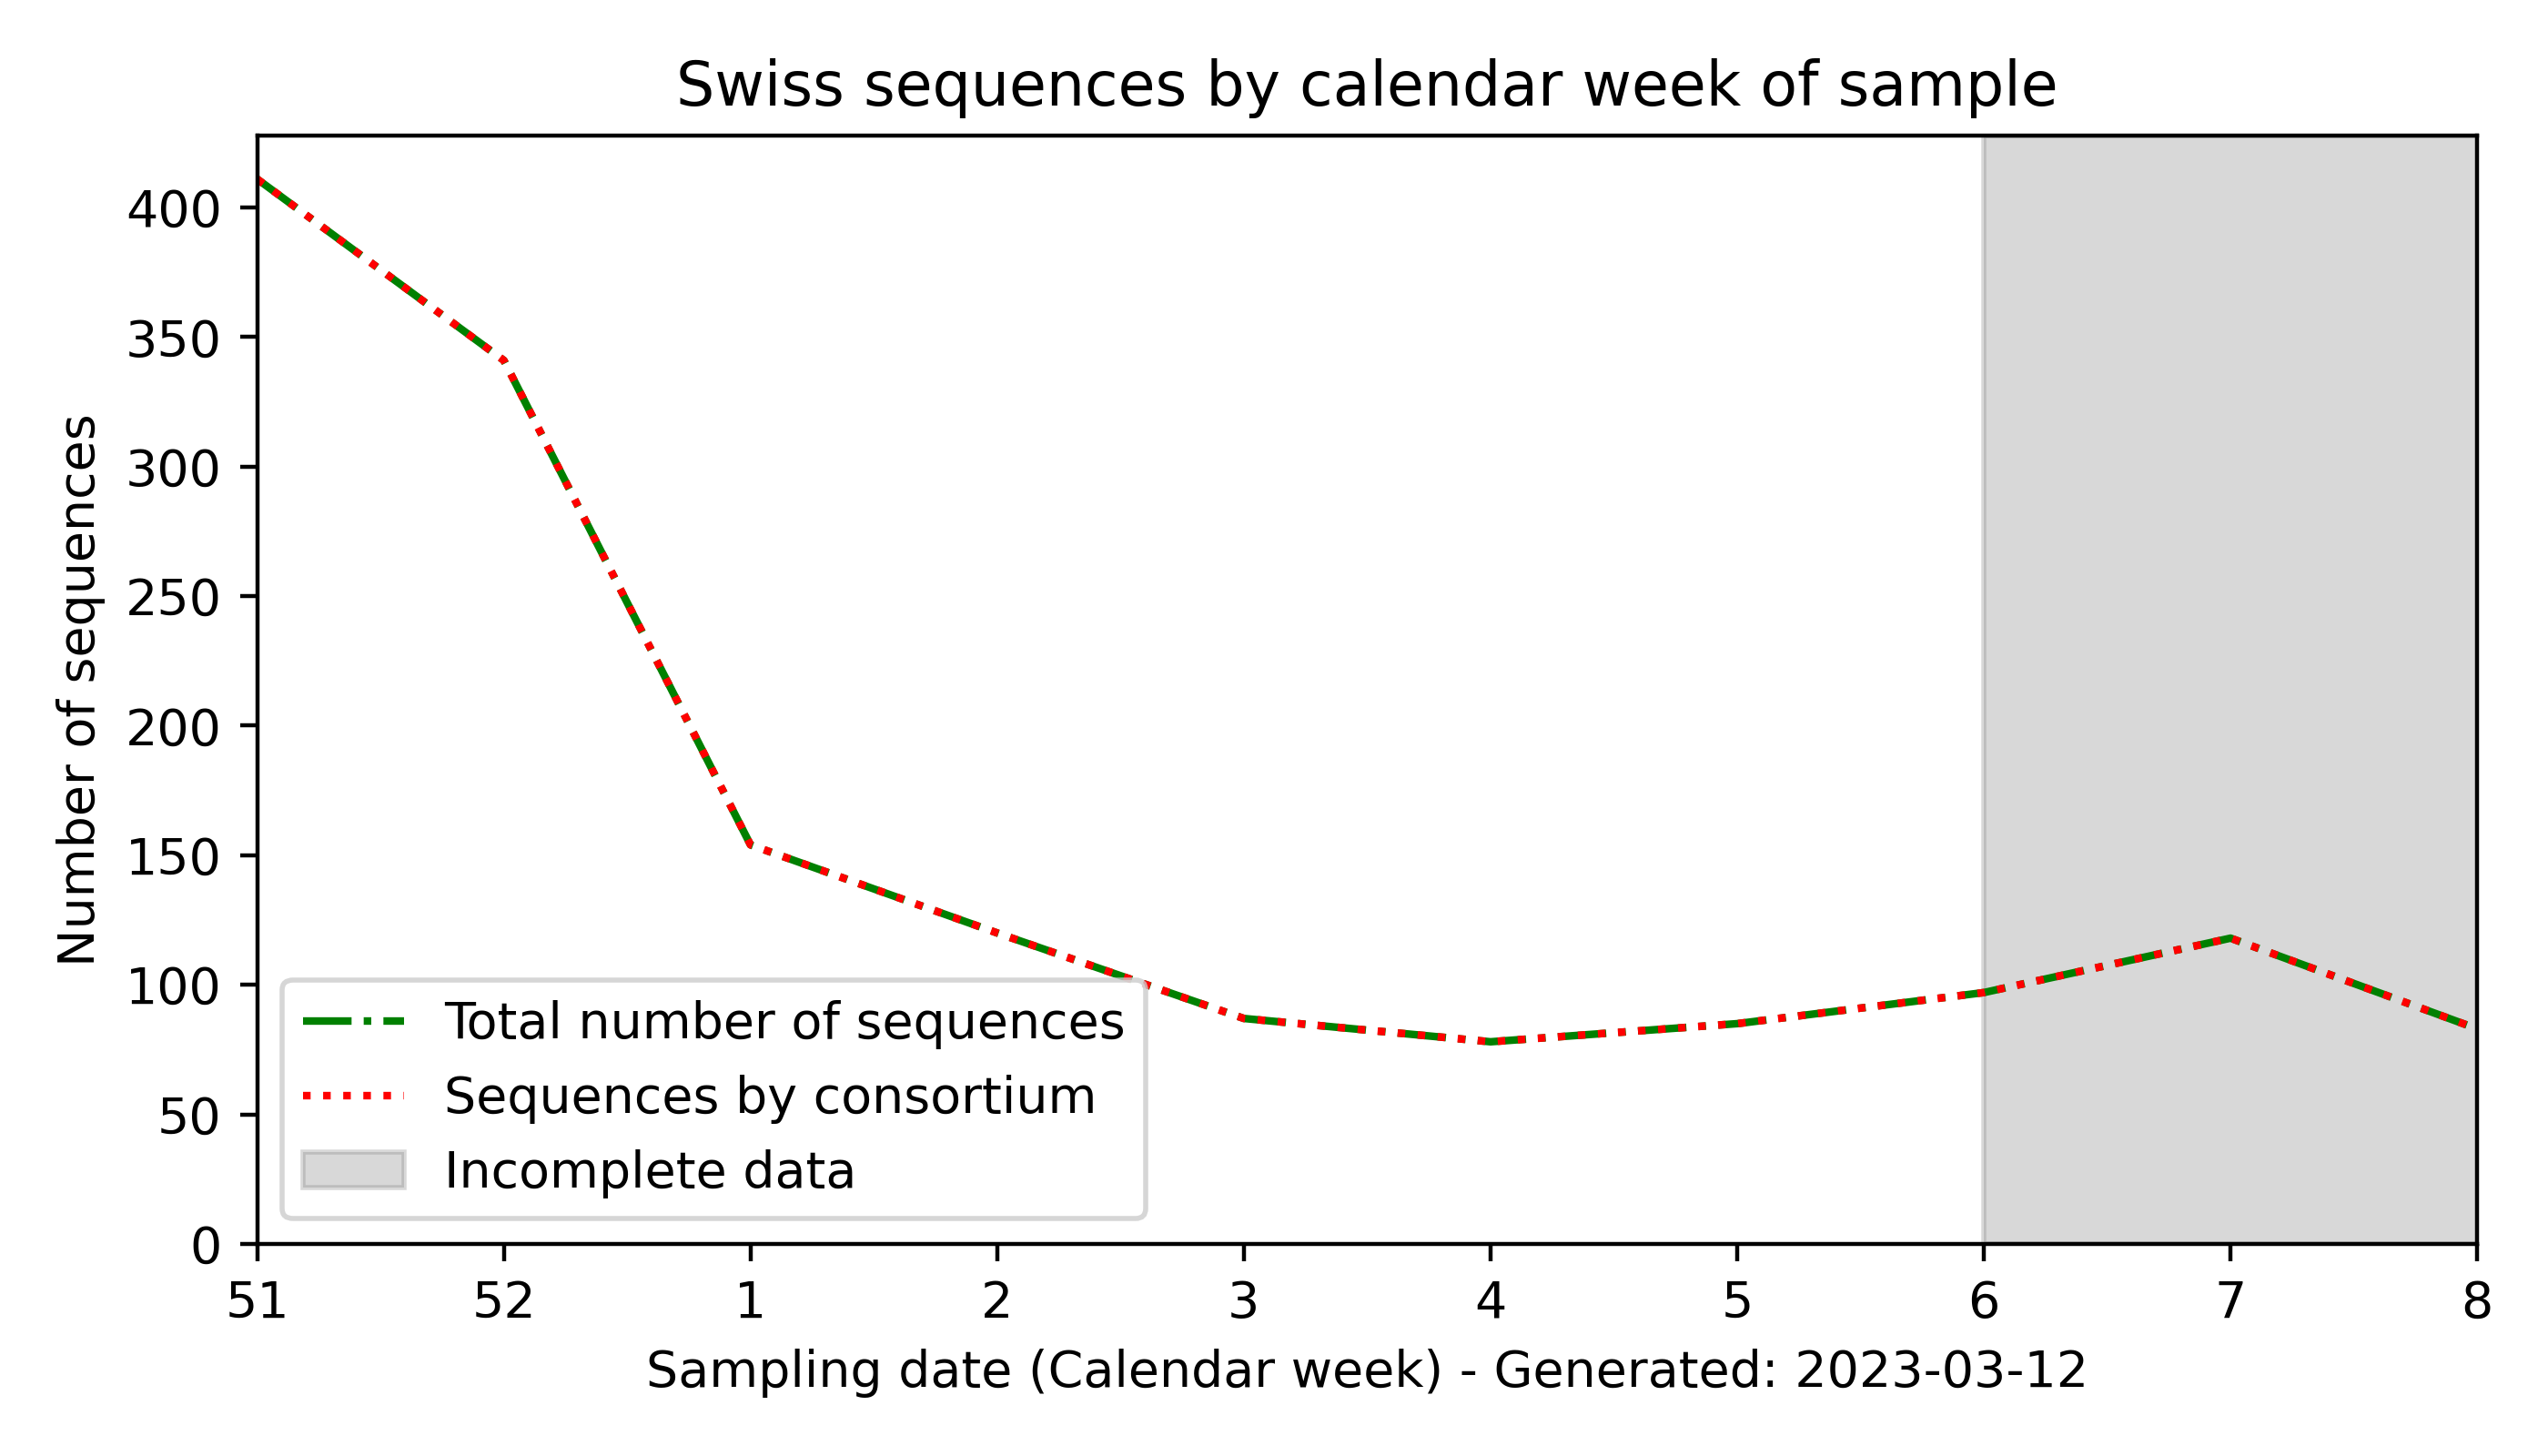 Swiss sequences by calendar week of sample
Number of sequences
400
350
300
250
200
150
100
50
0
Total number of sequences
Sequences by consortium
Incomplete data
51 52 1 2 3 4 5 6 7 8
Sampling date (Calendar week) - Generated: 2023-03-12